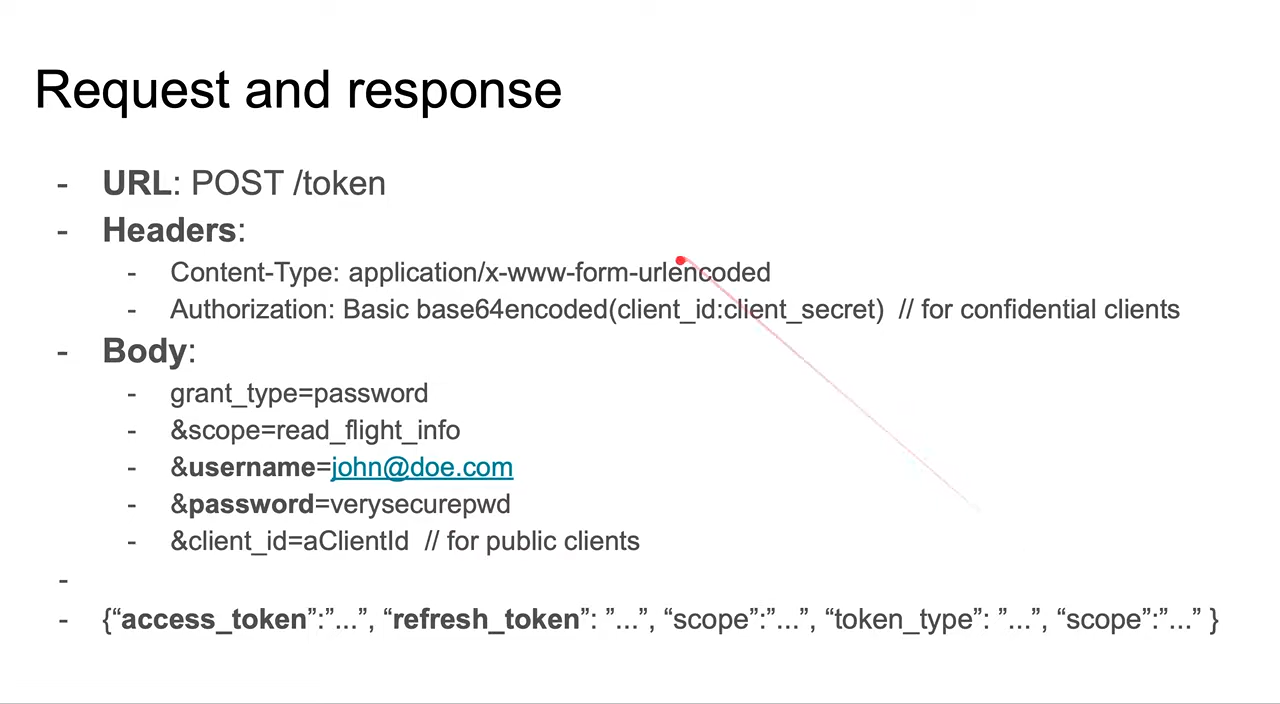 Request and response
- URL: POST /token
- Headers:
- Content-Type: application/x-www-form-urlencoded
- Authorization: Basic base64encoded(client_id:client_secret)  // for confidential clients
- Body:
- grant_type=password
- &scope=read_flight_info
- &username=john@doe.com
- &password=verysecurepwd
- &client_id=aClientId  // for public clients
-
- {“access_token”:”...”, “refresh_token”: ”...”, “scope”:”...”, “token_type”: ”...”, “scope”:”...” }